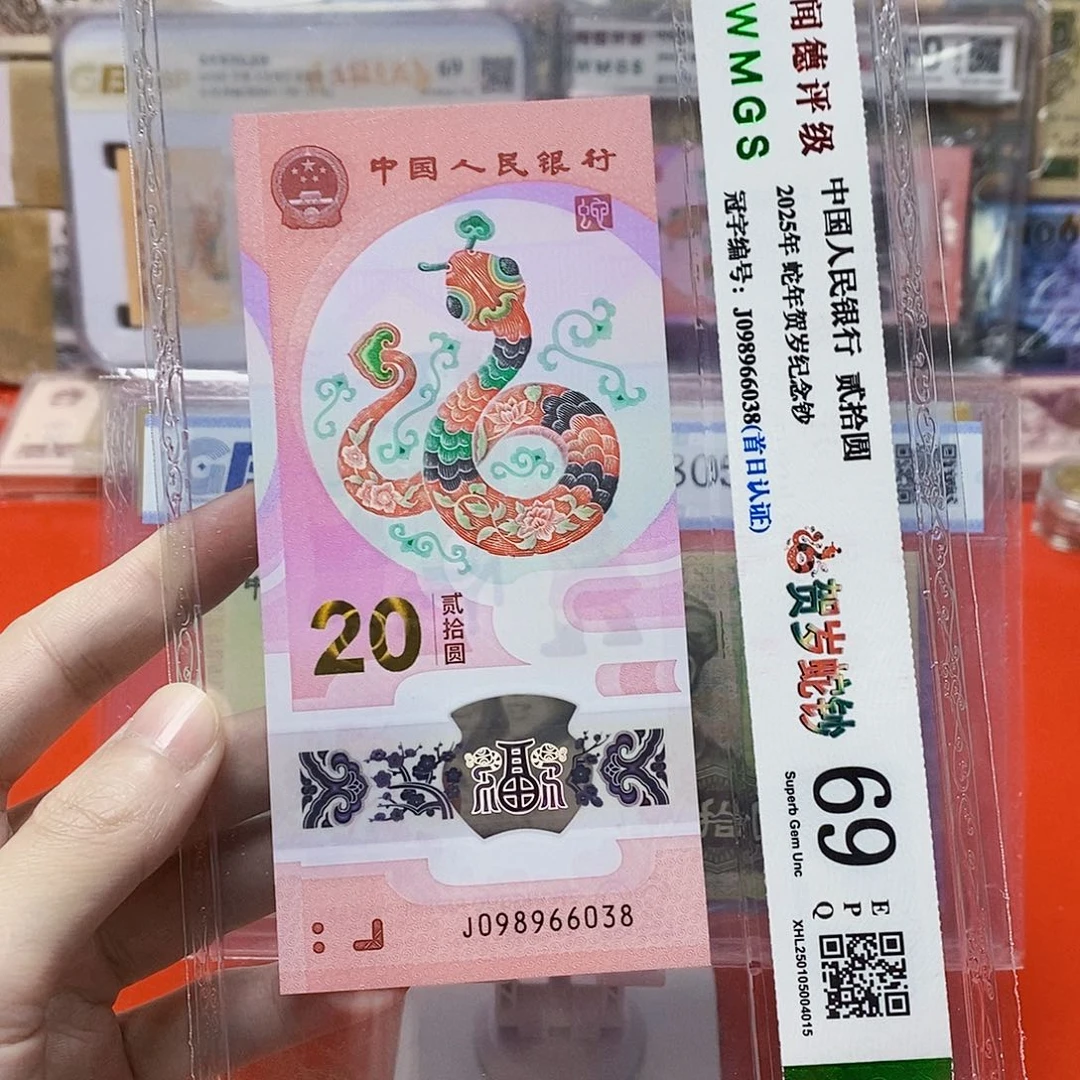 中国人民银行
20
贰拾圆
J098966038
闻德评级
WMGS
中国人民银行 贰拾圆
2025年 蛇年贺岁纪念钞
冠字编号：J098966038(首日认证)
贺岁蛇钞
69
EPQ
Superb Gem Unc
XHL250105004015